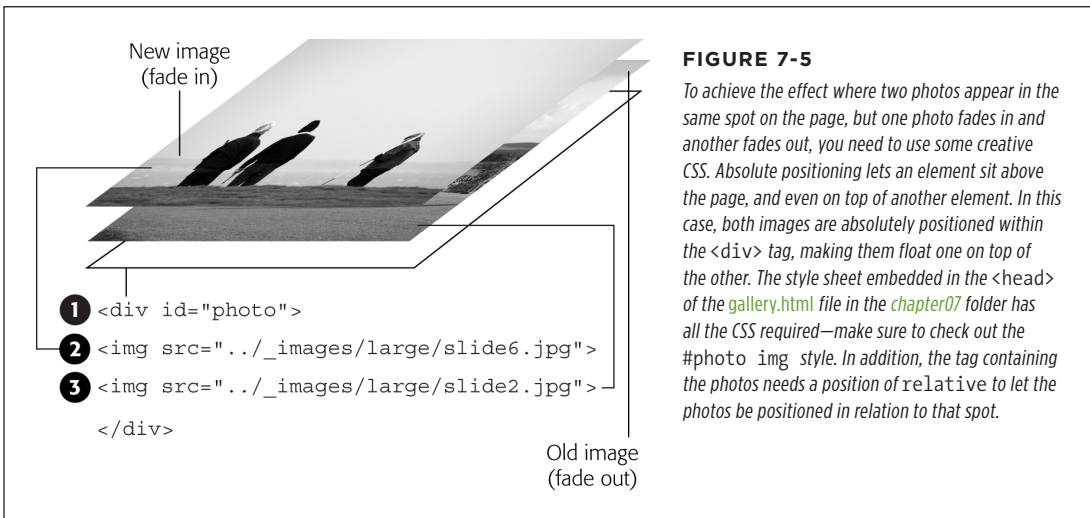 New image
(fade in)
1 <div id="photo">
2 <img src="../_images/large/slide6.jpg">
3 <img src="../_images/large/slide2.jpg">
</div>
Old image
(fade out)
FIGURE 7-5
To achieve the effect where two photos appear in the
same spot on the page, but one photo fades in and
another fades out, you need to use some creative
CSS. Absolute positioning lets an element sit above
the page, and even on top of another element. In this
case, both images are absolutely positioned within
the <div> tag, making them float one on top of
the other. The style sheet embedded in the <head>
of the gallery.html file in the chapter07 folder has
all the CSS required—make sure to check out the
#photo img style. In addition, the tag containing
the photos needs a position of relative to let the
photos be positioned in relation to that spot.